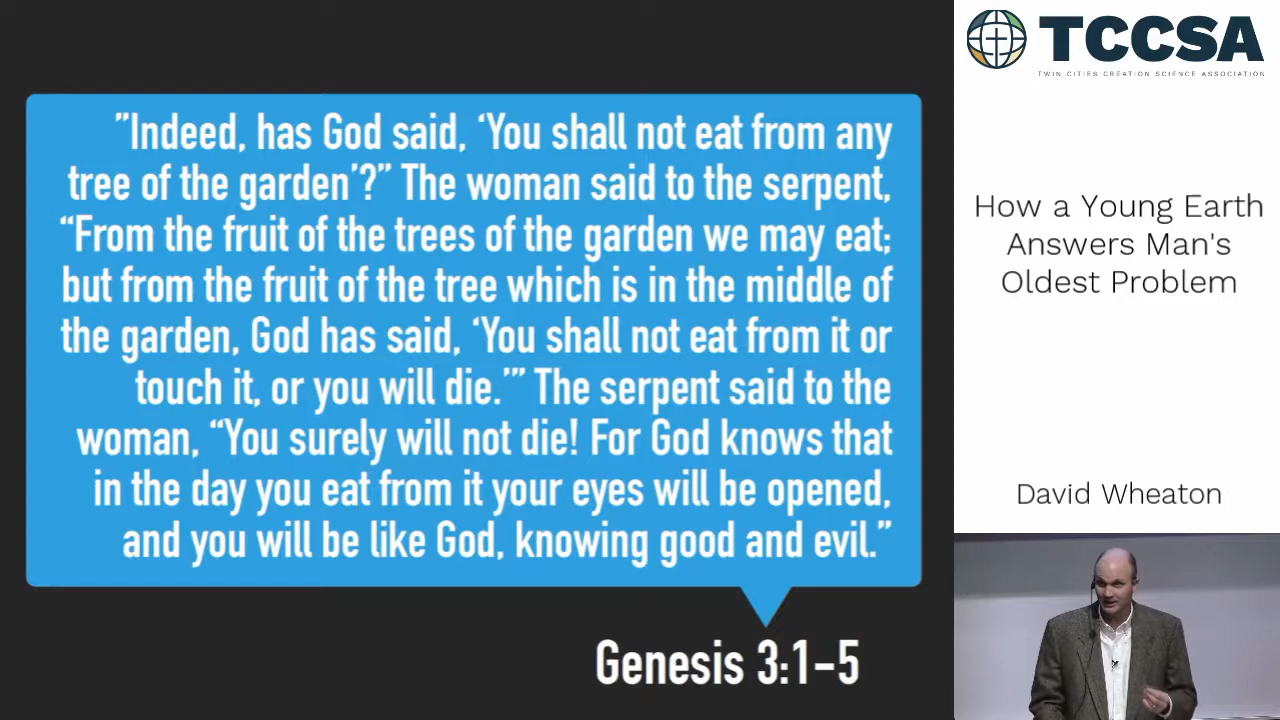 "Indeed, has God said, ‘You shall not eat from any
tree of the garden’?” The woman said to the serpent,
“From the fruit of the trees of the garden we may eat;
but from the fruit of the tree which is in the middle of
the garden, God has said, ‘You shall not eat from it or
touch it, or you will die.’” The serpent said to the
woman, “You surely will not die! For God knows that
in the day you eat from it your eyes will be opened,
and you will be like God, knowing good and evil.”
Genesis 3:1–5
TCCSA
TWIN CITIES CREATION SCIENCE ASSOCIATION
How a Young Earth
Answers Man's
Oldest Problem
David Wheaton